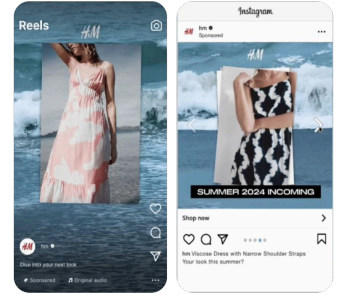 Reels
H&M
hm
Dive into your next look
Sponsored
Original audio
Instagram
hm
Sponsored
H&M
SUMMER 2024 INCOMING
Shop now
hm Viscose Dress with Narrow Shoulder Straps
Your look this summer?